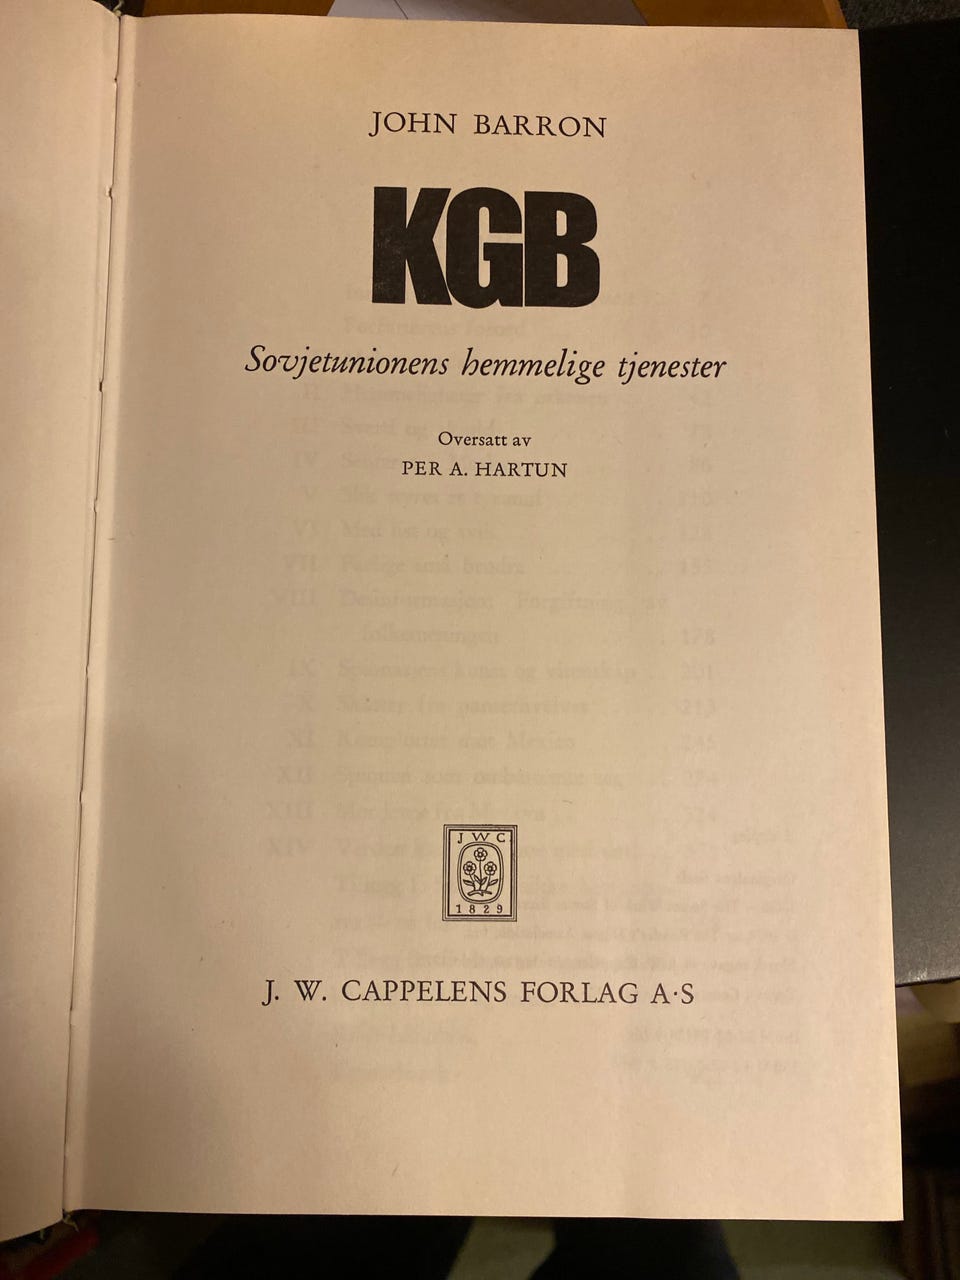 JOHN BARRON
KGB
Sovjetunionens hemmelige tjenester
Oversatt av
PER A. HARTUN
JWC
1829
J. W. CAPPELENS FORLAG A·S